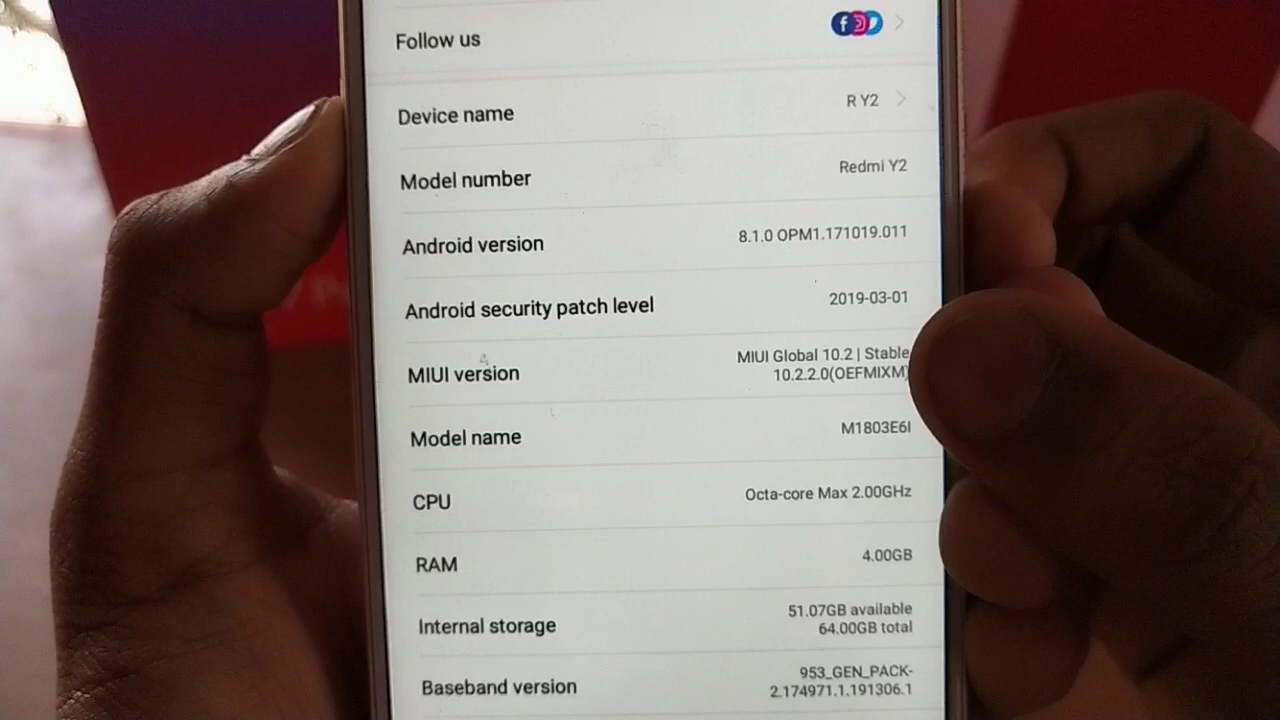 Follow us
Device name R Y2
Model number Redmi Y2
Android version 8.1.0 OPM1.171019.011
Android security patch level 2019-03-01
MIUI version MIUI Global 10.2 | Stable
10.2.2.0(OEFMIXM)
Model name M1803E6I
CPU Octa-core Max 2.00GHz
RAM 4.00GB
Internal storage 51.07GB available
64.00GB total
Baseband version 953_GEN_PACK-
2.174971.1.191306.1